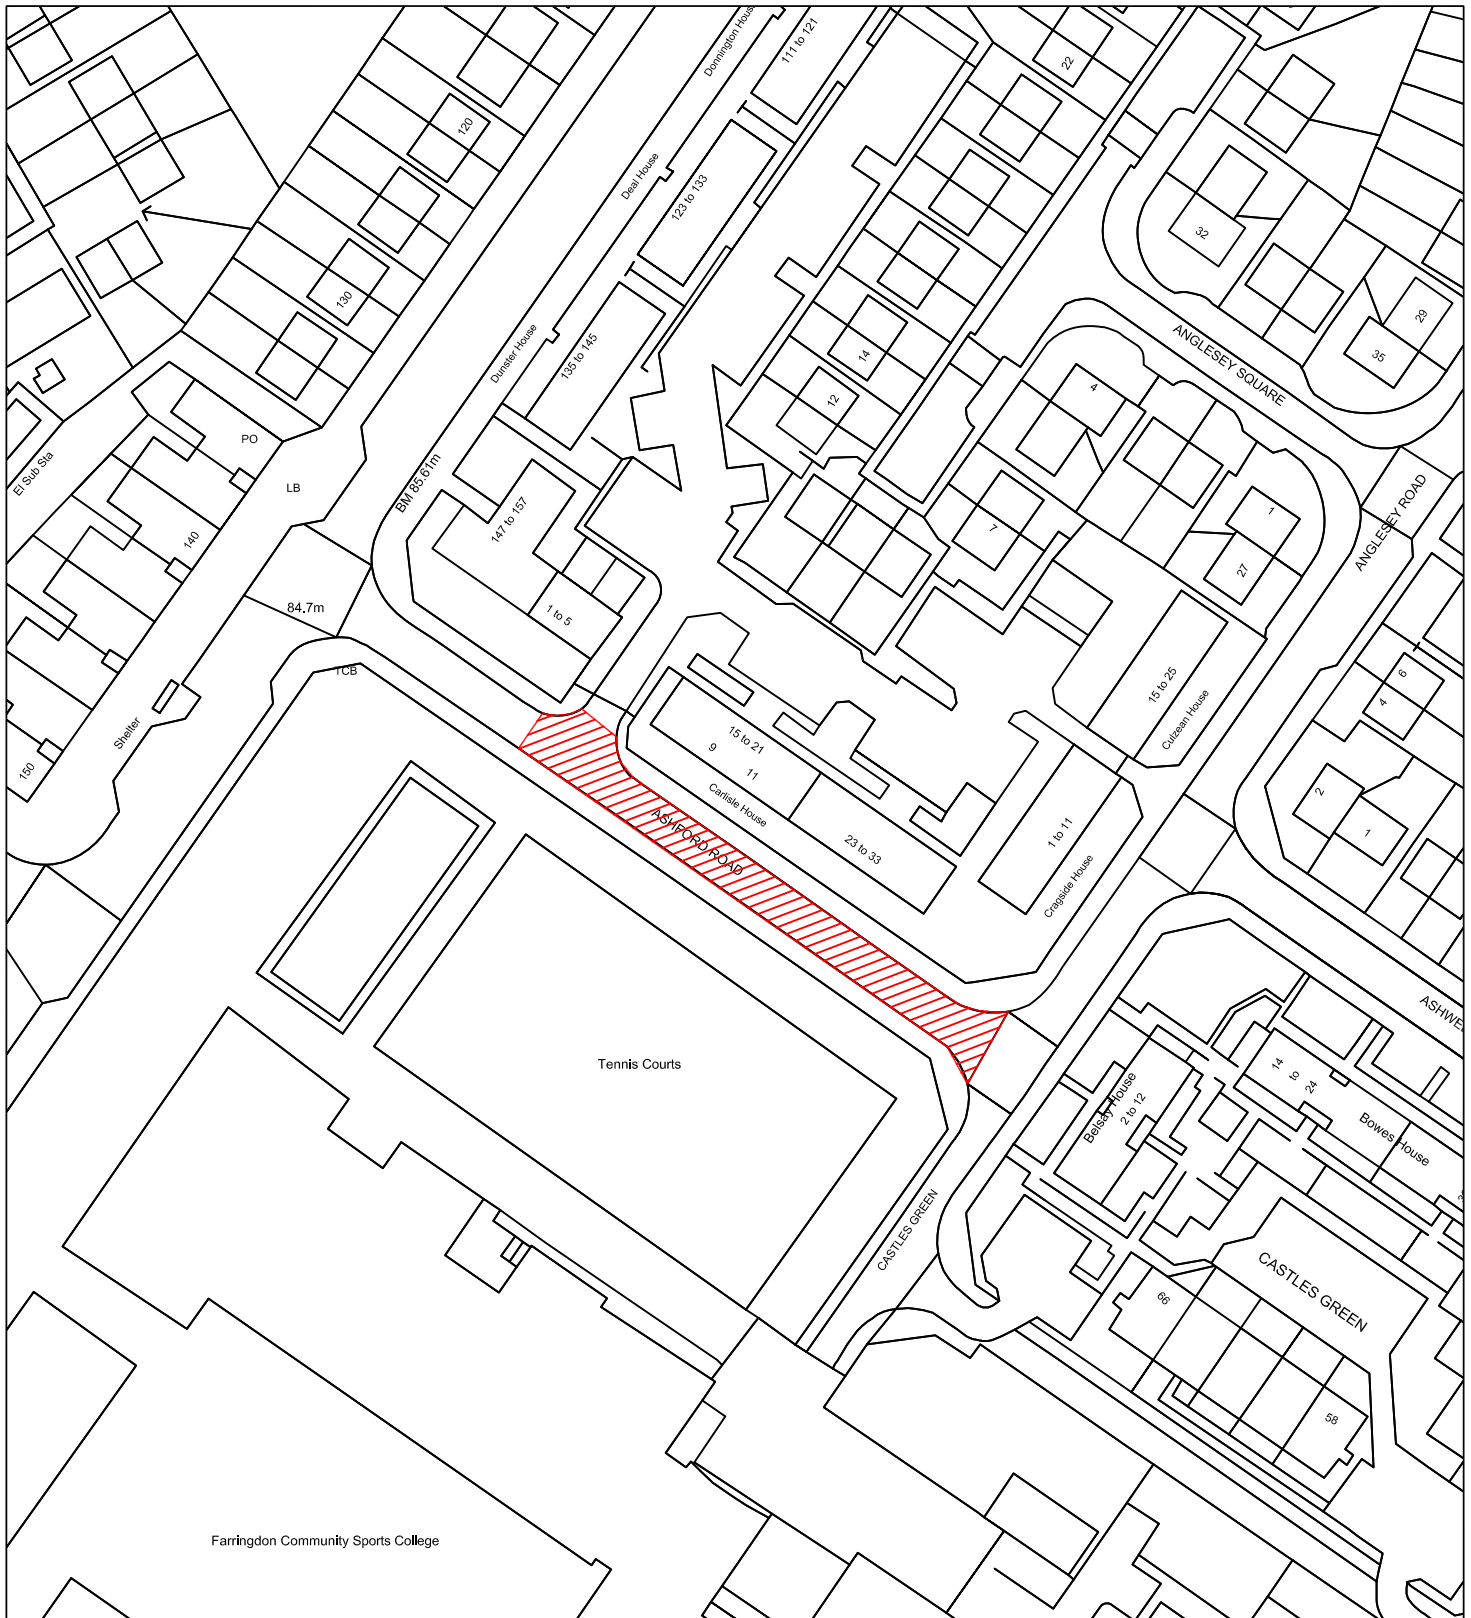 Donnington House
111 to 121
22
120
Deal House
123 to 133
32
130
29
35
ANGLESEY SQUARE
Dunster House
135 to 145
14
4
12
PO
El Sub Sta
LB
BM 85.61m
147 to 157
7
1
ANGLESEY ROAD
27
140
84.7m
1 to 5
TCB
15 to 25
6
4
Culzean House
Shelter
15 to 21
9
11
Carlisle House
150
ASHFORD ROAD
23 to 33
1 to 11
Cragside House
2
1
ASHWE
Tennis Courts
14
to
24
Belsay House
2 to 12
Bowes House
CASTLES GREEN
CASTLES GREEN
66
58
Farringdon Community Sports College